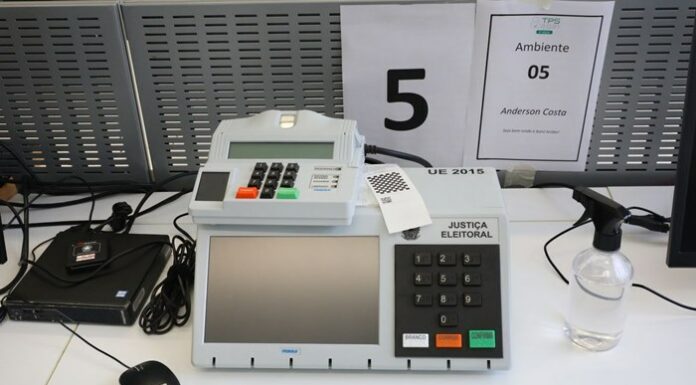 TPS
Ambiente
05
Anderson Costa
5
UE 2015
JUSTIÇA
ELEITORAL
1 2 3
4 5 6
7 8 9
0
BRANCO CORRIGE CONFIRMA